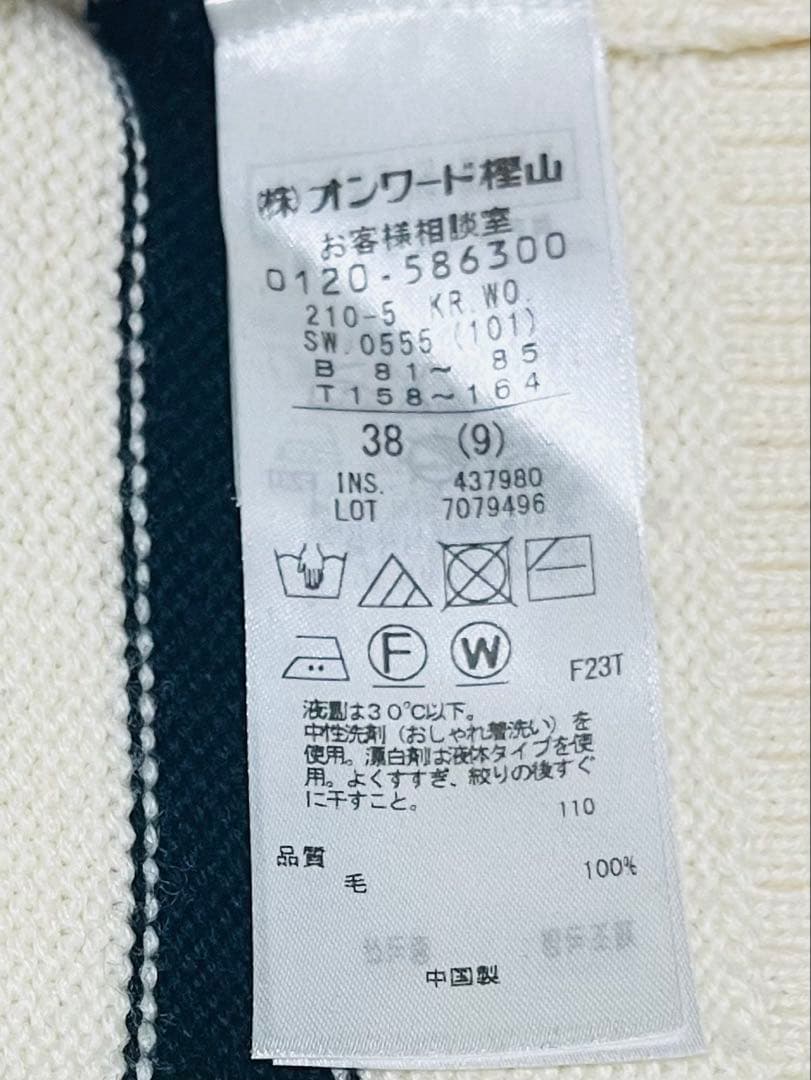 (株)オンワード樫山
お客様相談室
0120-586300
210-5 KR.WO.
SW.0555 (101)
B 81～ 85
T158～164
38 (9)
INS. 437980
LOT 7079496
F W F23T
液温は30℃以下。
中性洗剤（おしゃれ着洗い）を
使用。漂白剤は液体タイプを使
用。よくすすぎ、絞りの後すぐ
に干すこと。
110
品質
毛 100%
中国製